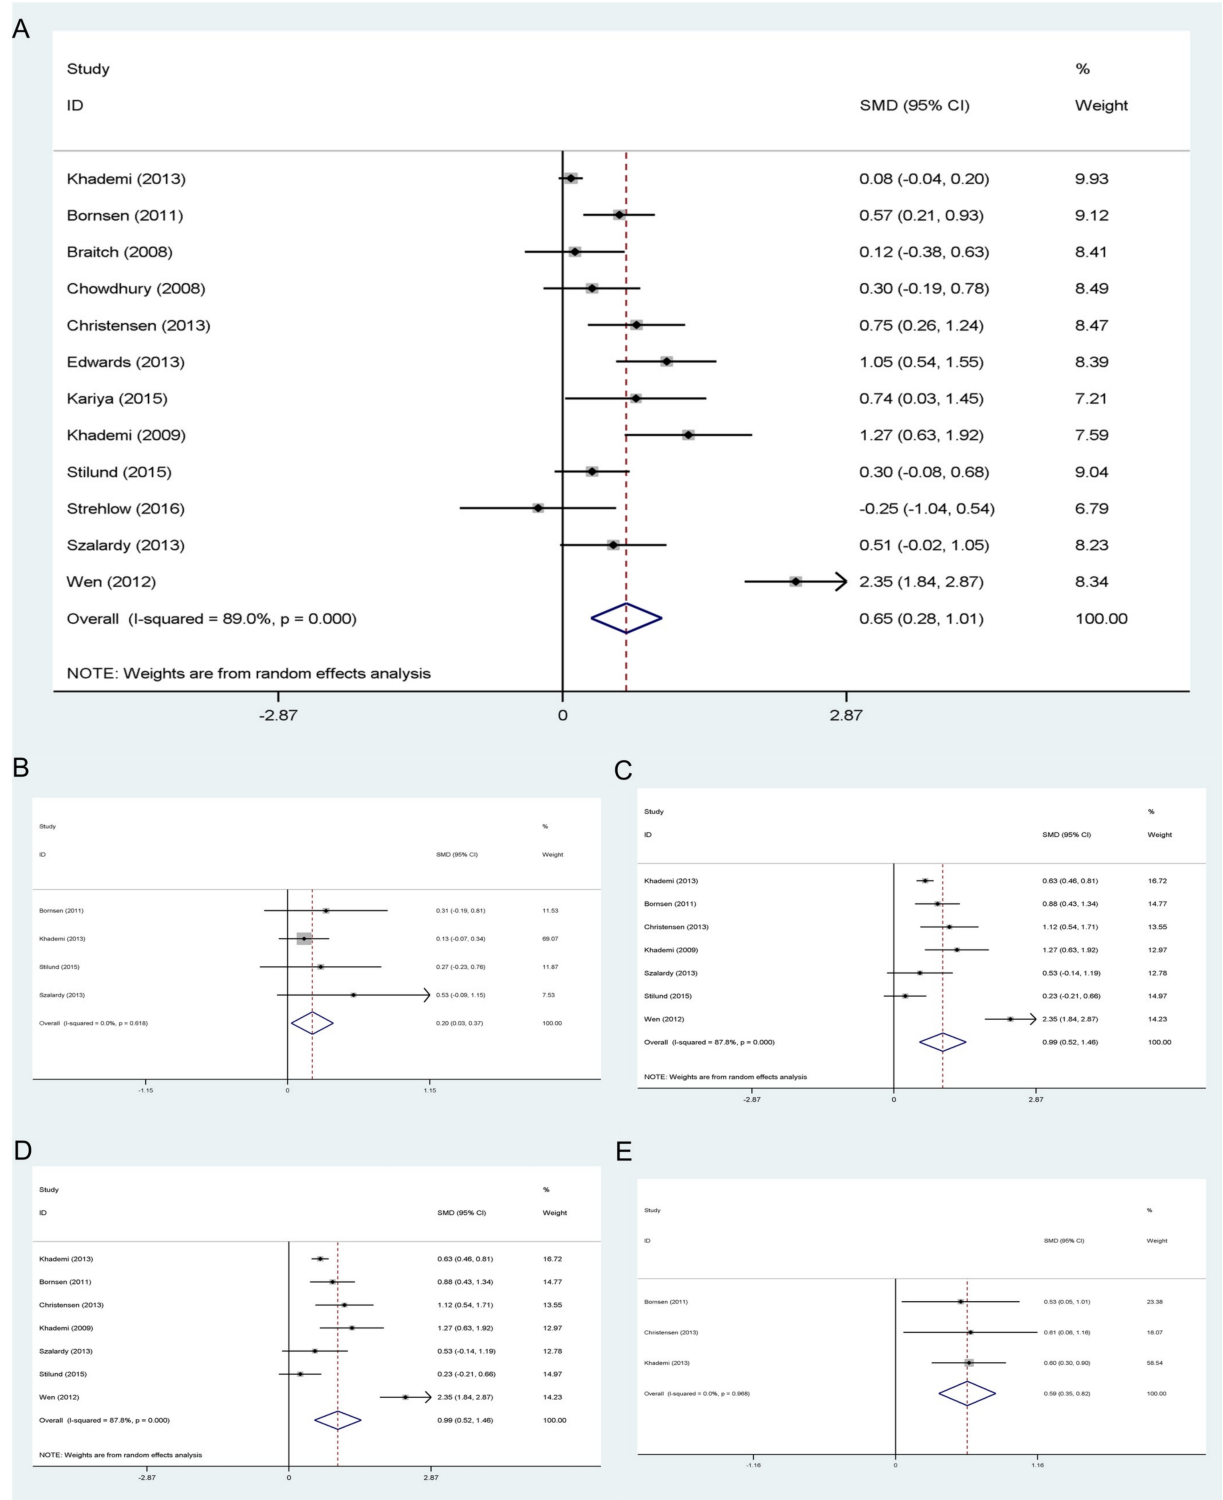 A
Study %
ID SMD (95% CI) Weight
Khademi (2013) 0.08 (-0.04, 0.20) 9.93
Bornsen (2011) 0.57 (0.21, 0.93) 9.12
Braitch (2008) 0.12 (-0.38, 0.63) 8.41
Chowdhury (2008) 0.30 (-0.19, 0.78) 8.49
Christensen (2013) 0.75 (0.26, 1.24) 8.47
Edwards (2013) 1.05 (0.54, 1.55) 8.39
Kariya (2015) 0.74 (0.03, 1.45) 7.21
Khademi (2009) 1.27 (0.63, 1.92) 7.59
Stilund (2015) 0.30 (-0.08, 0.68) 9.04
Strehlow (2016) -0.25 (-1.04, 0.54) 6.79
Szalardy (2013) 0.51 (-0.02, 1.05) 8.23
Wen (2012) 2.35 (1.84, 2.87) 8.34
Overall (I-squared = 89.0%, p = 0.000) 0.65 (0.28, 1.01) 100.00
NOTE: Weights are from random effects analysis
-2.87 0 2.87
B
Study %
ID SMD (95% CI) Weight
Bornsen (2011) 0.31 (-0.19, 0.81) 11.53
Khademi (2013) 0.13 (-0.07, 0.34) 69.07
Stilund (2015) 0.27 (-0.23, 0.76) 11.87
Szalardy (2013) 0.53 (-0.09, 1.15) 7.53
Overall (I-squared = 0.0%, p = 0.618) 0.20 (0.03, 0.37) 100.00
-1.15 0 1.15
C
Study %
ID SMD (95% CI) Weight
Khademi (2013) 0.63 (0.46, 0.81) 16.72
Bornsen (2011) 0.88 (0.43, 1.34) 14.77
Christensen (2013) 1.12 (0.54, 1.71) 13.55
Khademi (2009) 1.27 (0.63, 1.92) 12.97
Szalardy (2013) 0.53 (-0.14, 1.19) 12.78
Stilund (2015) 0.23 (-0.21, 0.66) 14.97
Wen (2012) 2.35 (1.84, 2.87) 14.23
Overall (I-squared = 87.8%, p = 0.000) 0.99 (0.52, 1.46) 100.00
NOTE: Weights are from random effects analysis
-2.87 0 2.87
D
Study %
ID SMD (95% CI) Weight
Khademi (2013) 0.63 (0.46, 0.81) 16.72
Bornsen (2011) 0.88 (0.43, 1.34) 14.77
Christensen (2013) 1.12 (0.54, 1.71) 13.55
Khademi (2009) 1.27 (0.63, 1.92) 12.97
Szalardy (2013) 0.53 (-0.14, 1.19) 12.78
Stilund (2015) 0.23 (-0.21, 0.66) 14.97
Wen (2012) 2.35 (1.84, 2.87) 14.23
Overall (I-squared = 87.8%, p = 0.000) 0.99 (0.52, 1.46) 100.00
NOTE: Weights are from random effects analysis
-2.87 0 2.87
E
Study %
ID SMD (95% CI) Weight
Bornsen (2011) 0.53 (0.05, 1.01) 23.38
Christensen (2013) 0.61 (0.06, 1.16) 18.07
Khademi (2013) 0.60 (0.30, 0.90) 58.54
Overall (I-squared = 0.0%, p = 0.968) 0.59 (0.35, 0.82) 100.00
-1.16 0 1.16